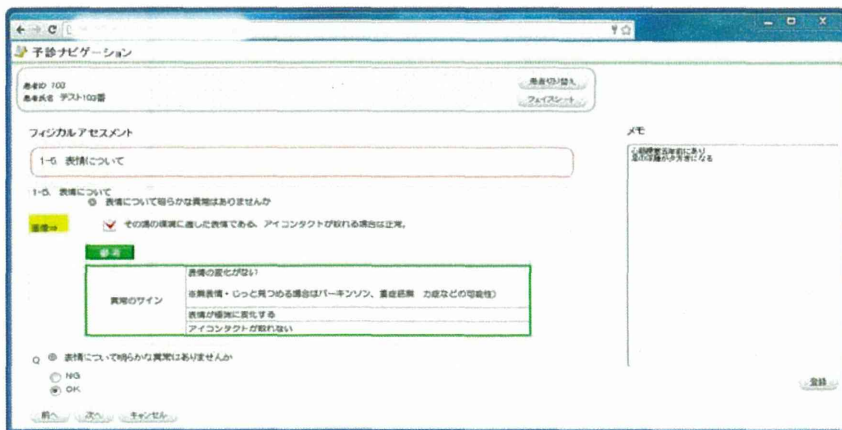 予診ナビゲーション
患者ID 103
患者氏名 テスト103番
患者切り替え
フェイスシート
フィジカルアセスメント
メモ
1-5. 表情について
心筋梗塞五年前にあり
足の浮腫が夕方きになる
1-5. 表情について
◎ 表情について明らかな異常はありませんか
画像⇒
その場の環境に適した表情である、アイコンタクトが取れる場合は正常。
参考
異常のサイン
表情の変化がない
※無表情・じっと見つめる場合はパーキンソン、重症筋無 力症などの可能性)
表情が極端に変化する
アイコンタクトが取れない
Q ◎ 表情について明らかな異常はありませんか
NG
OK
登録
前へ 次へ キャンセル